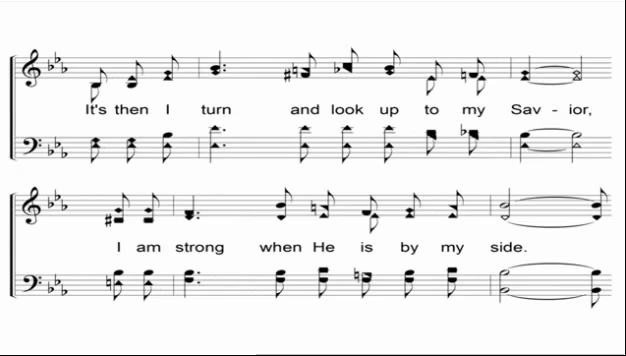 It's then I turn and look up to my Sav - ior,
I am strong when He is by my side.